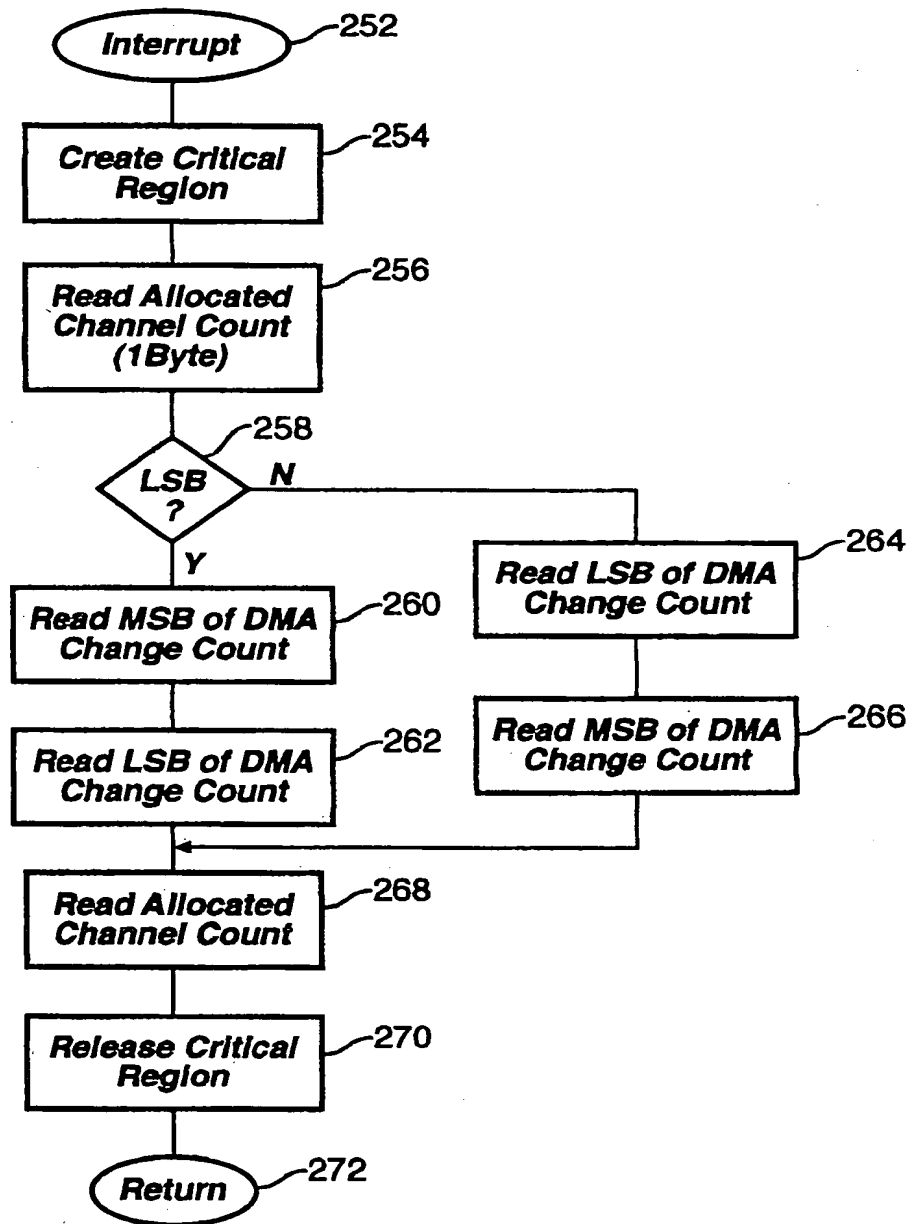 Interrupt
252
Create Critical
Region
254
Read Allocated
Channel Count
(1Byte)
256
LSB
?
258
N
Y
Read MSB of DMA
Change Count
260
Read LSB of DMA
Change Count
264
Read LSB of DMA
Change Count
262
Read MSB of DMA
Change Count
266
Read Allocated
Channel Count
268
Release Critical
Region
270
Return
272